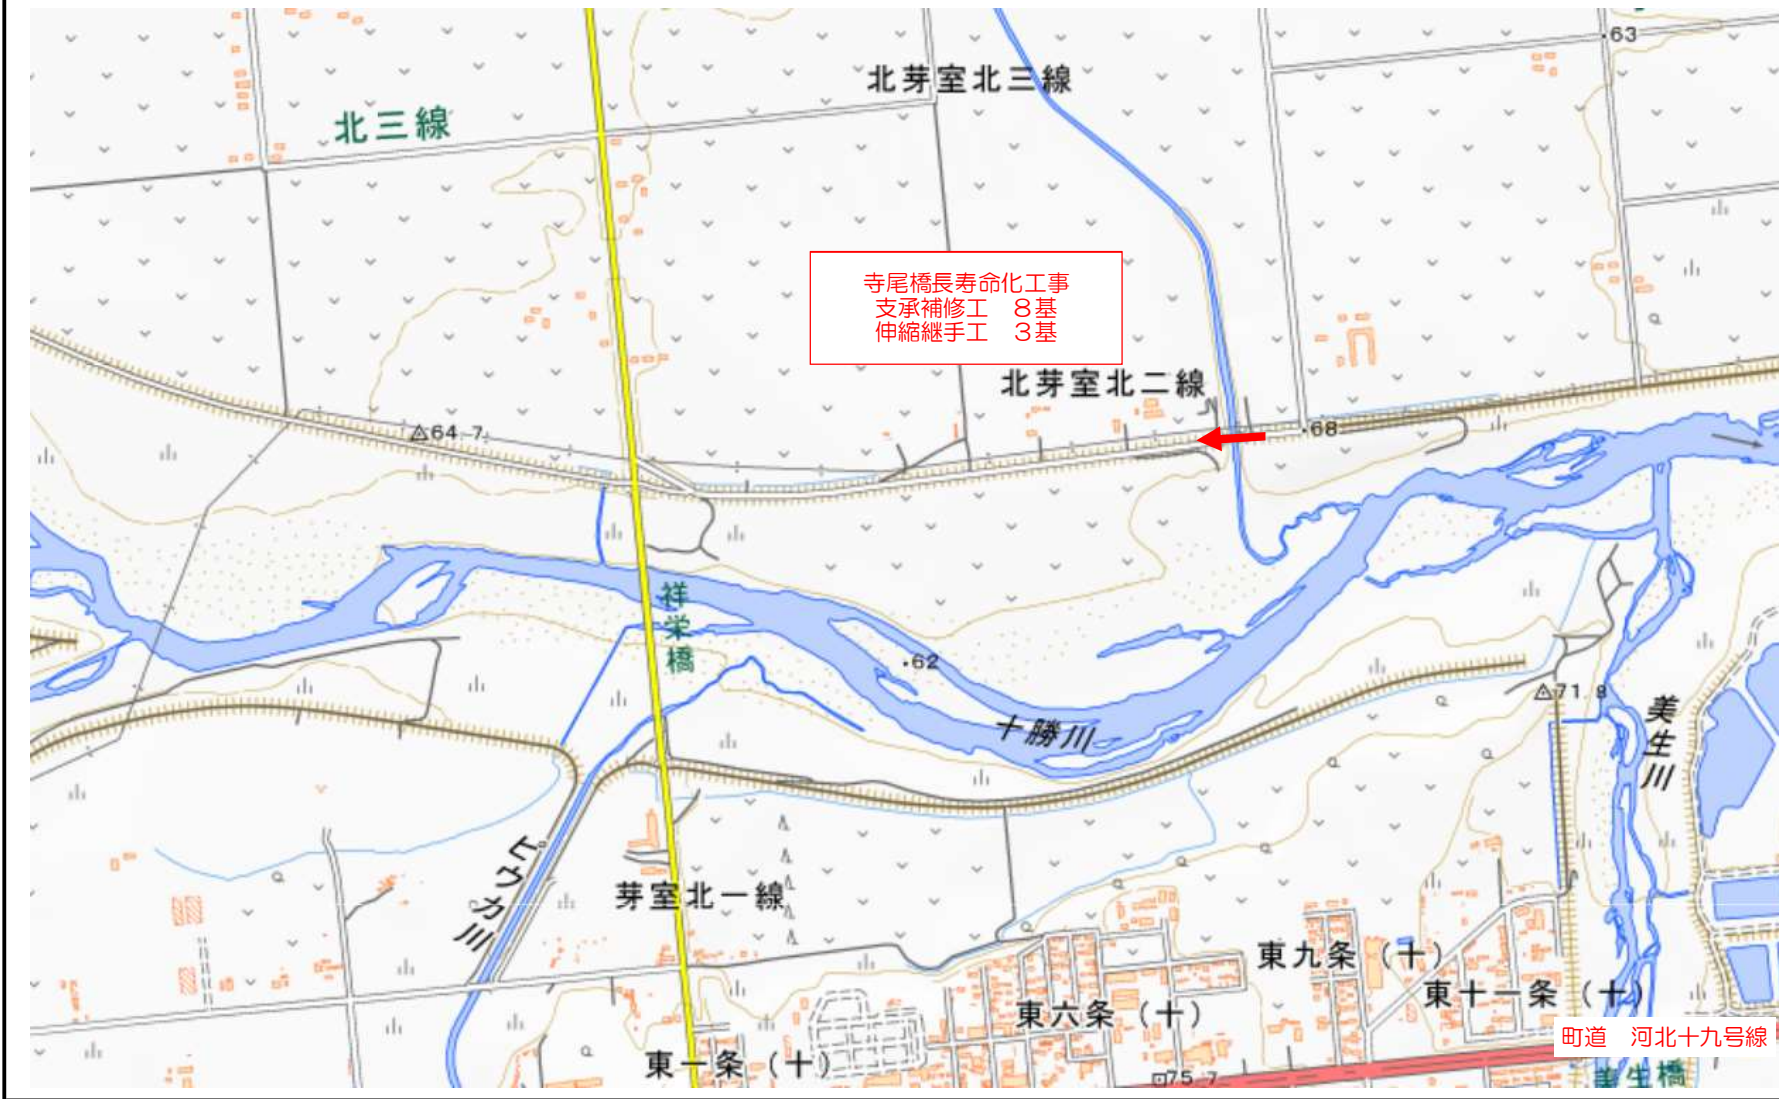 63
北芽室北三線
北三線
寺尾橋長寿命化工事
支承補修工　８基
伸縮継手工　３基
北芽室北二線
64.7
68
祥栄橋
62
十勝川
71.8
美生川
ピウカ川
芽室北一線
東九条（十）
東十一条（十）
東六条（十）
町道　河北十九号線
東一条（十）
75.7
美生橋